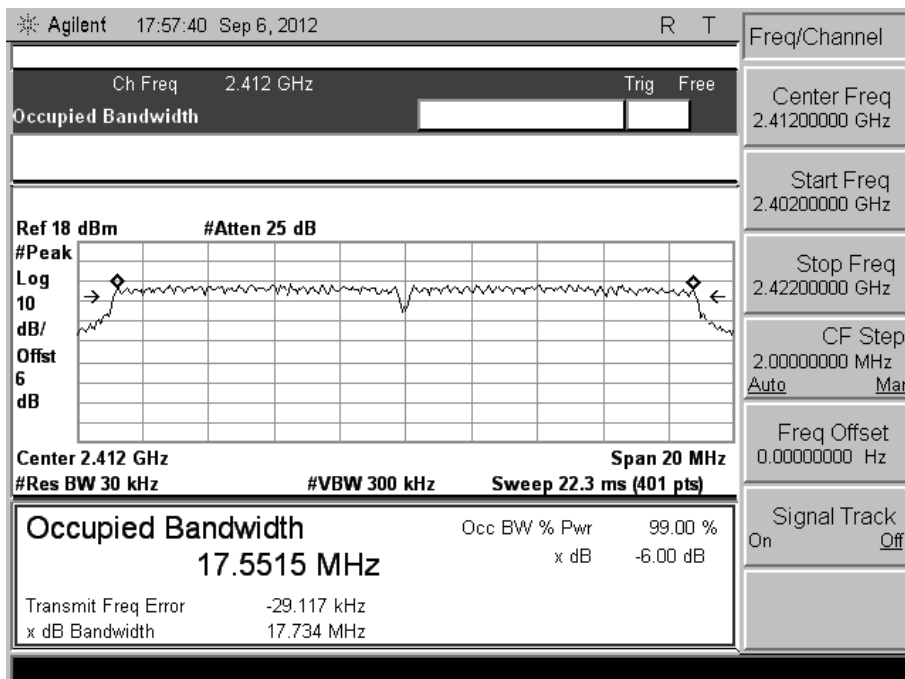 Agilent 17:57:40 Sep 6, 2012 R T
Ch Freq 2.412 GHz Trig Free
Occupied Bandwidth
Ref 18 dBm #Atten 25 dB
#Peak
Log
10
dB/
Offst
6
dB
Center 2.412 GHz Span 20 MHz
#Res BW 30 kHz #VBW 300 kHz Sweep 22.3 ms (401 pts)
Occupied Bandwidth
17.5515 MHz
Occ BW % Pwr 99.00 %
x dB -6.00 dB
Transmit Freq Error -29.117 kHz
x dB Bandwidth 17.734 MHz
Freq/Channel
Center Freq
2.41200000 GHz
Start Freq
2.40200000 GHz
Stop Freq
2.42200000 GHz
CF Step
2.00000000 MHz
Auto Mar
Freq Offset
0.00000000 Hz
Signal Track
On Off